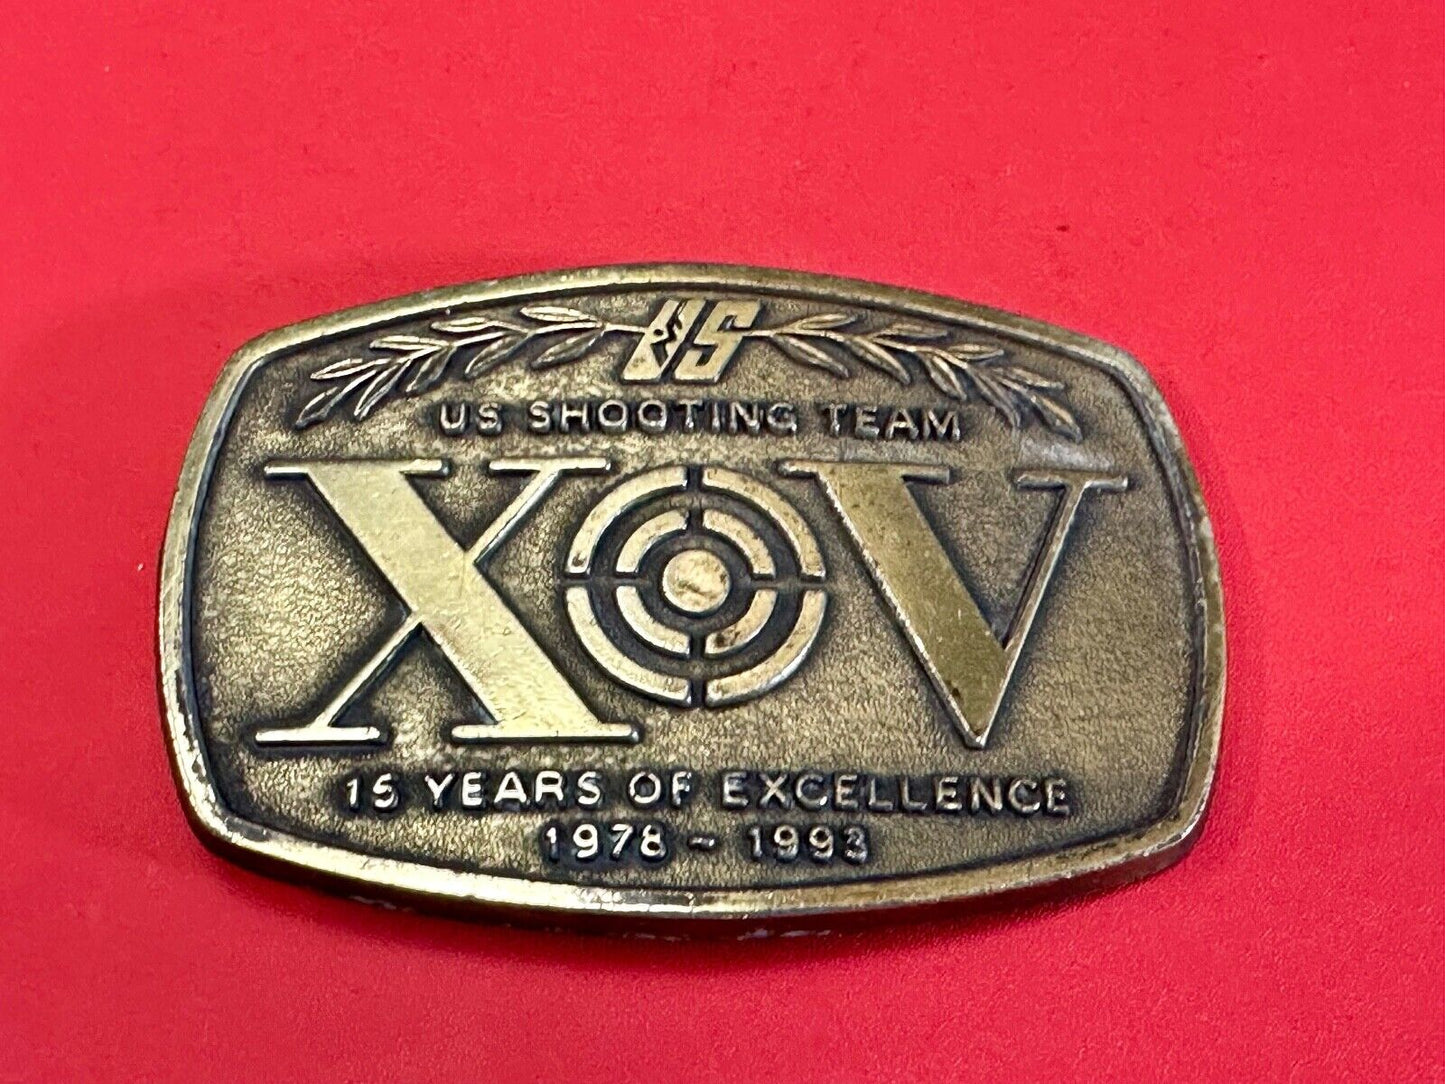 US
US SHOOTING TEAM
XV
15 YEARS OF EXCELLENCE
1978 - 1993